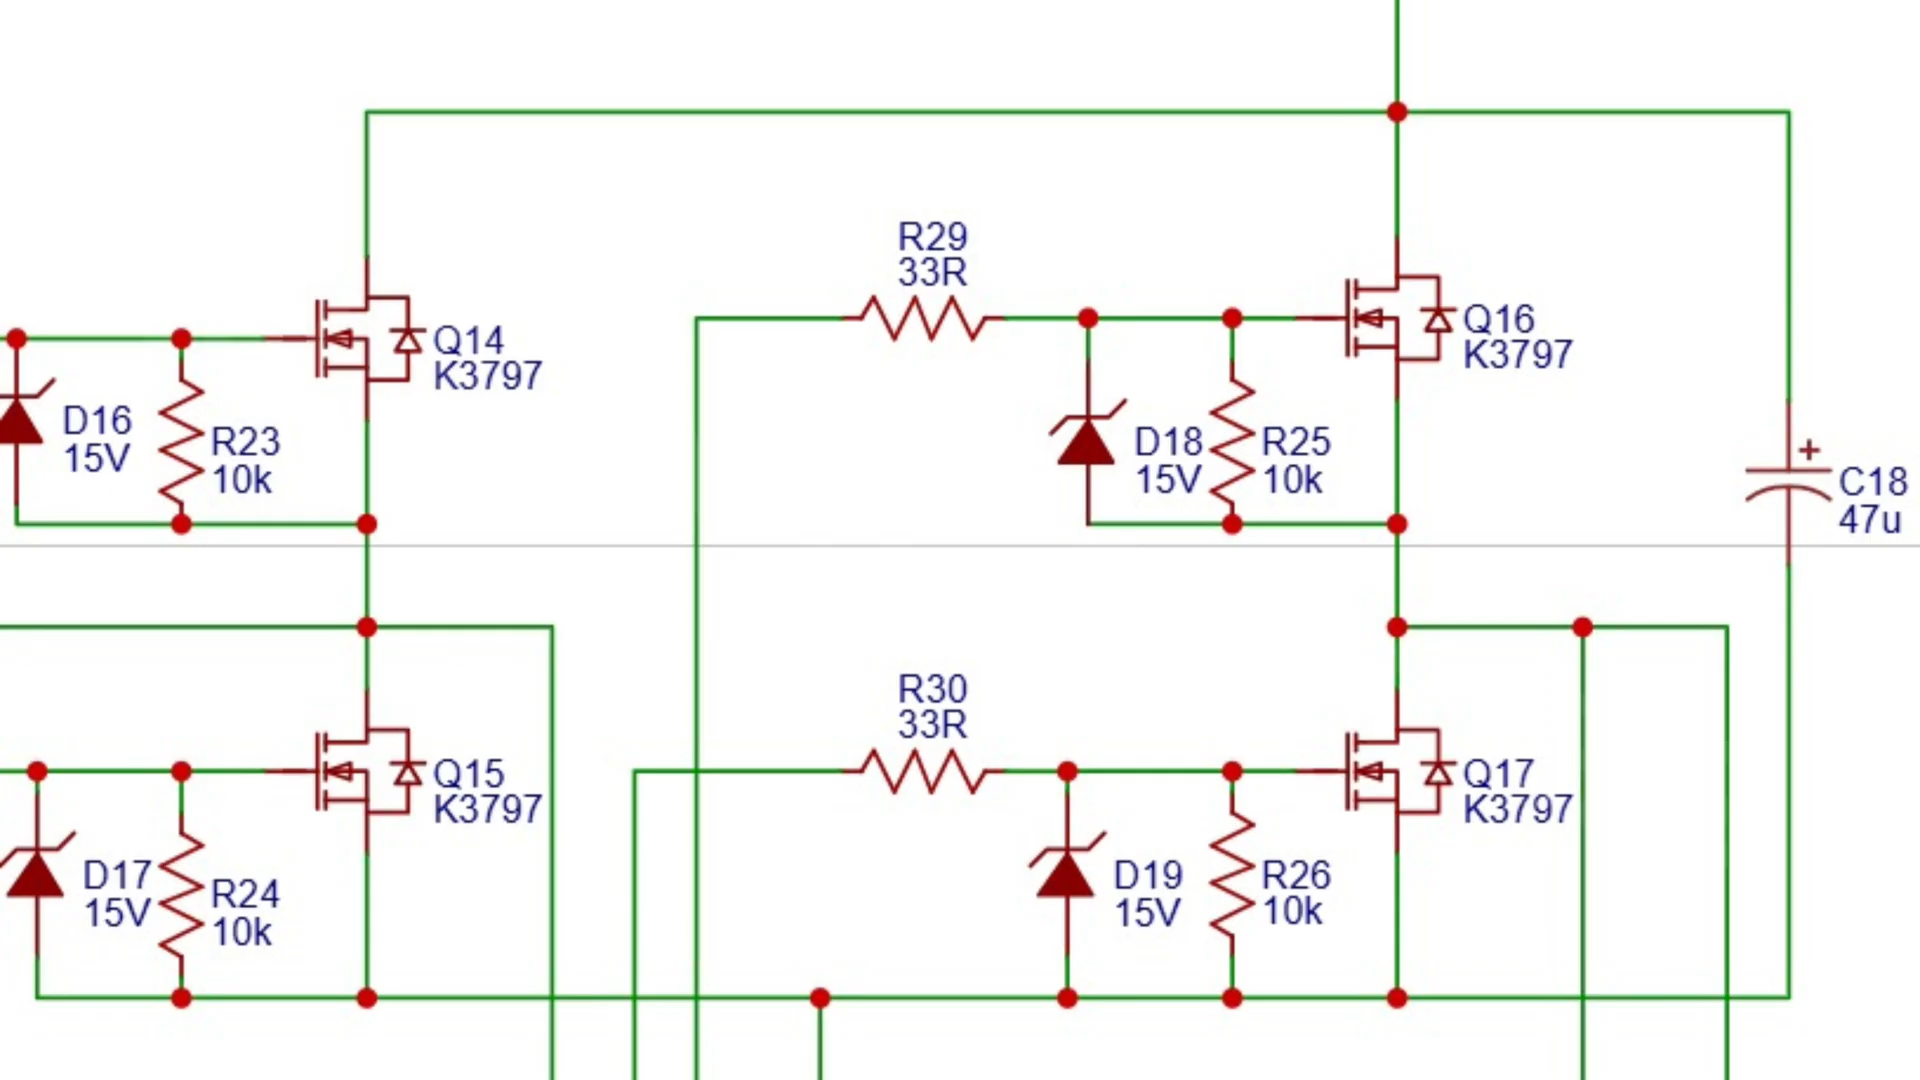 R29
33R
Q14
K3797
Q16
K3797
D16
15V
R23
10k
D18
15V
R25
10k
+
C18
47u
R30
33R
Q15
K3797
Q17
K3797
D17
15V
R24
10k
D19
15V
R26
10k